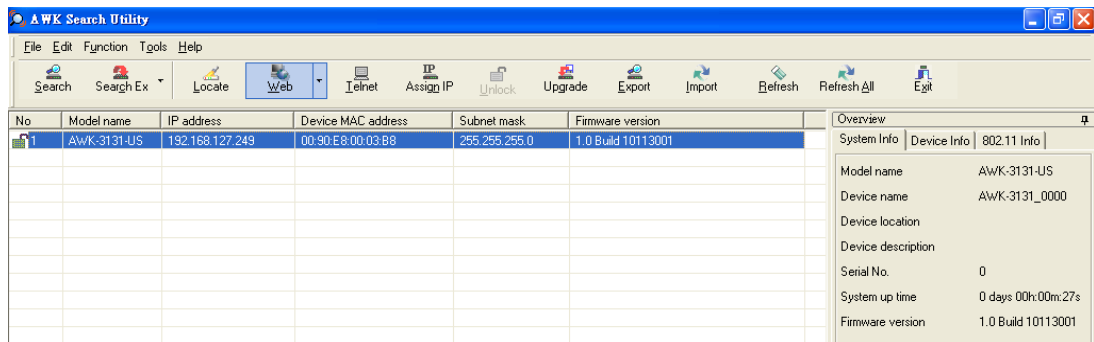 AWK Search Utility
File Edit Function Tools Help
Search Search Ex Locate Web Telnet IP Assign IP Unlock Upgrade Export Import Refresh Refresh All Exit
No Model name IP address Device MAC address Subnet mask Firmware version
1 AWK-3131-US 192.168.127.249 00:90:E8:00:03:B8 255.255.255.0 1.0 Build 10113001
Overview
System Info Device Info 802.11 Info
Model name AWK-3131-US
Device name AWK-3131_0000
Device location
Device description
Serial No. 0
System up time 0 days 00h:00m:27s
Firmware version 1.0 Build 10113001